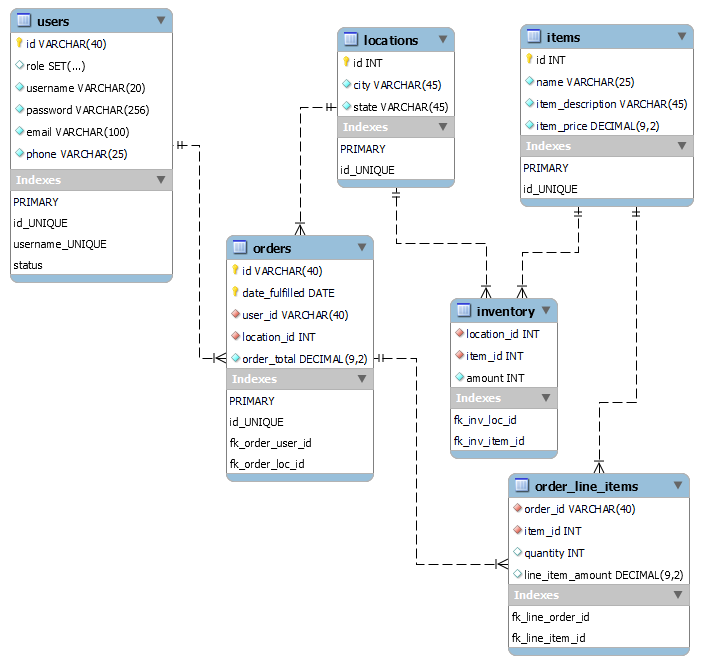 users
id VARCHAR(40)
role SET(...)
username VARCHAR(20)
password VARCHAR(256)
email VARCHAR(100)
phone VARCHAR(25)
Indexes
PRIMARY
id_UNIQUE
username_UNIQUE
status
locations
id INT
city VARCHAR(45)
state VARCHAR(45)
Indexes
PRIMARY
id_UNIQUE
items
id INT
name VARCHAR(25)
item_description VARCHAR(45)
item_price DECIMAL(9,2)
Indexes
PRIMARY
id_UNIQUE
orders
id VARCHAR(40)
date_fulfilled DATE
user_id VARCHAR(40)
location_id INT
order_total DECIMAL(9,2)
Indexes
PRIMARY
id_UNIQUE
fk_order_user_id
fk_order_loc_id
inventory
location_id INT
item_id INT
amount INT
Indexes
fk_inv_loc_id
fk_inv_item_id
order_line_items
order_id VARCHAR(40)
item_id INT
quantity INT
line_item_amount DECIMAL(9,2)
Indexes
fk_line_order_id
fk_line_item_id